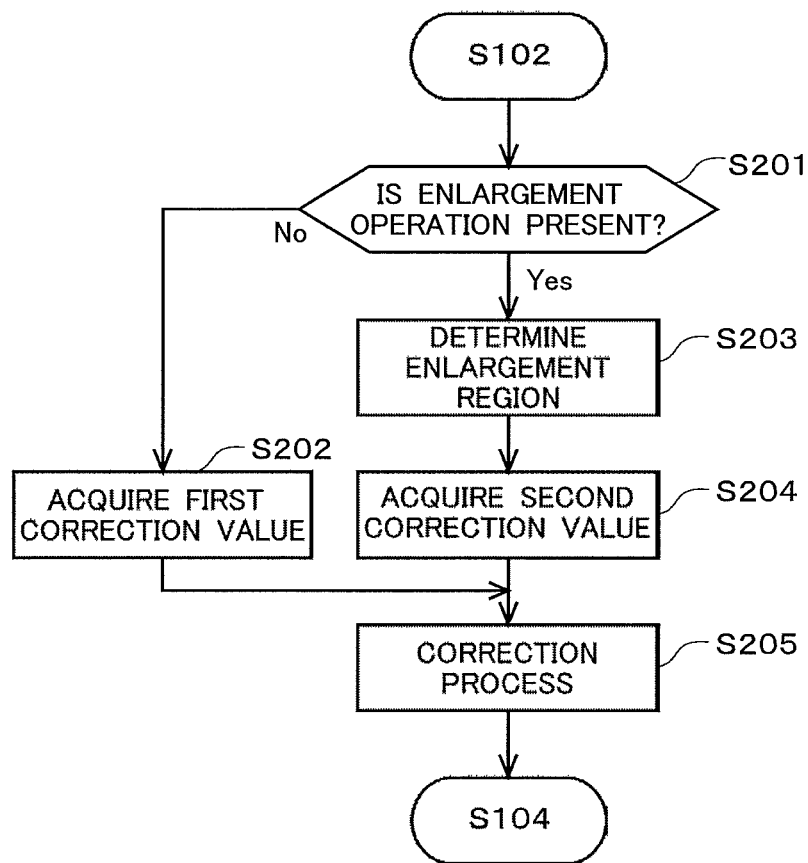 S102
S201
IS ENLARGEMENT
OPERATION PRESENT?
No
Yes
DETERMINE
ENLARGEMENT
REGION
S203
S202
ACQUIRE FIRST
CORRECTION VALUE
ACQUIRE SECOND
CORRECTION VALUE
S204
CORRECTION
PROCESS
S205
S104